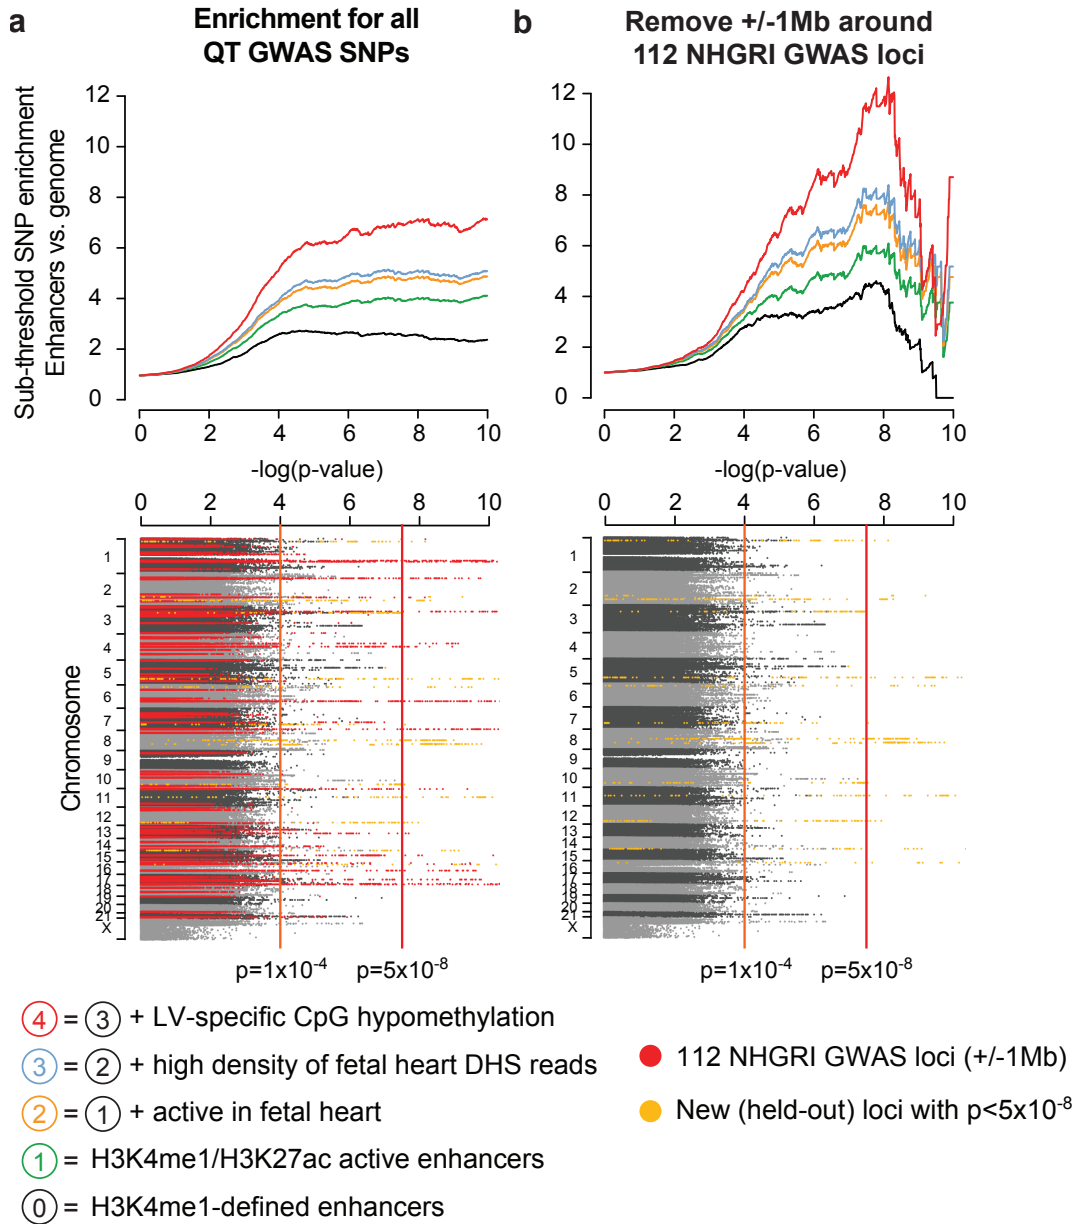 a
Enrichment for all
QT GWAS SNPs
b
Remove +/-1Mb around
112 NHGRI GWAS loci
Sub-threshold SNP enrichment
Enhancers vs. genome
12
10
8
6
4
2
0
0 2 4 6 8 10
-log(p-value)
12
10
8
6
4
2
0
0 2 4 6 8 10
-log(p-value)
0 2 4 6 8 10
Chromosome
1
2
3
4
5
6
7
8
9
10
11
12
13
14
15
16
17
18
19
20
21
X
p=1x10-4 p=5x10-8
0 2 4 6 8 10
1
2
3
4
5
6
7
8
9
10
11
12
13
14
15
16
17
18
19
20
21
X
p=1x10-4 p=5x10-8
4 = 3 + LV-specific CpG hypomethylation
3 = 2 + high density of fetal heart DHS reads
2 = 1 + active in fetal heart
1 = H3K4me1/H3K27ac active enhancers
0 = H3K4me1-defined enhancers
112 NHGRI GWAS loci (+/-1Mb)
New (held-out) loci with p<5x10-8